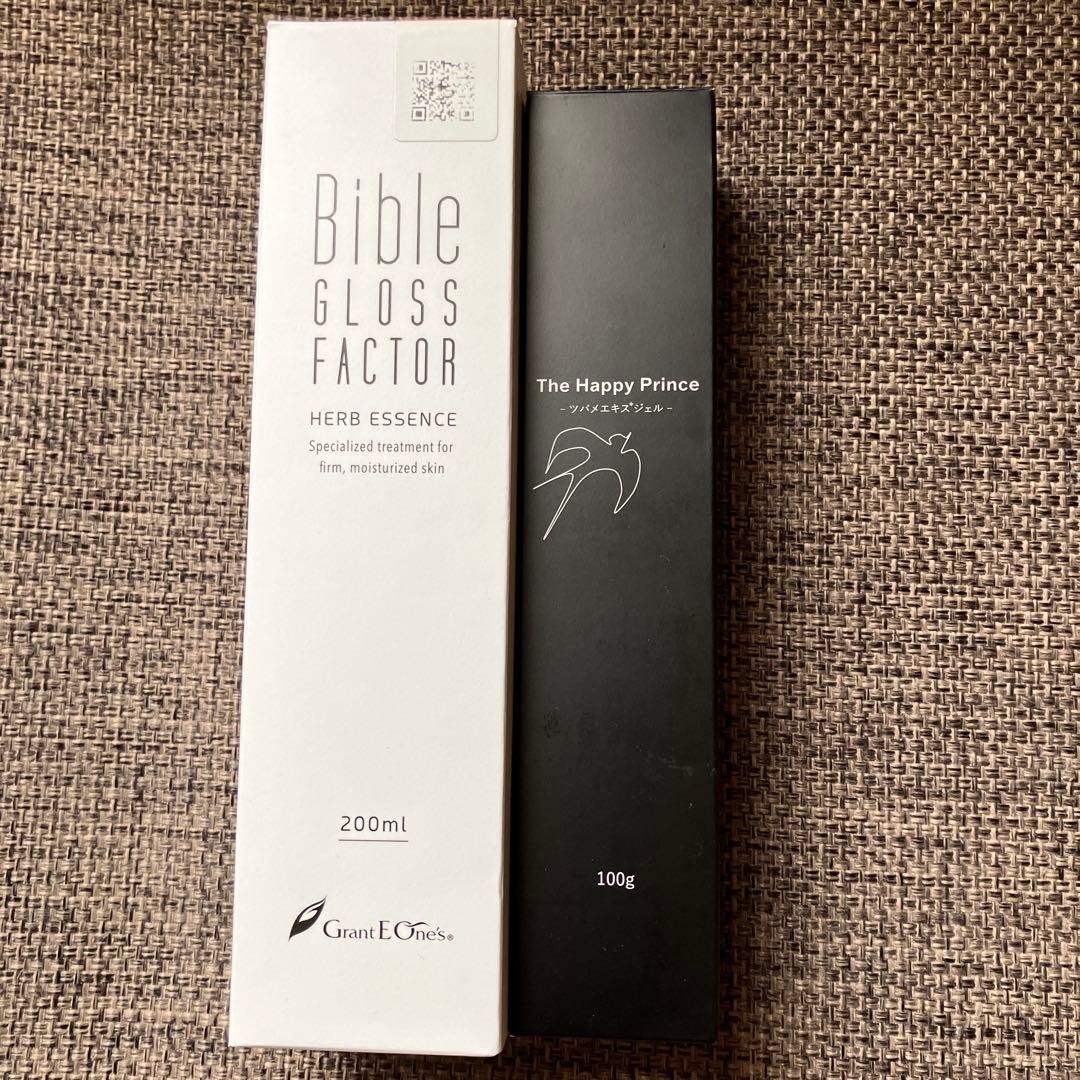 Bible
GLOSS
FACTOR
HERB ESSENCE
Specialized treatment for
firm, moisturized skin
200ml
Grant E One's®
The Happy Prince
– ツバメエキス*ジェル –
100g